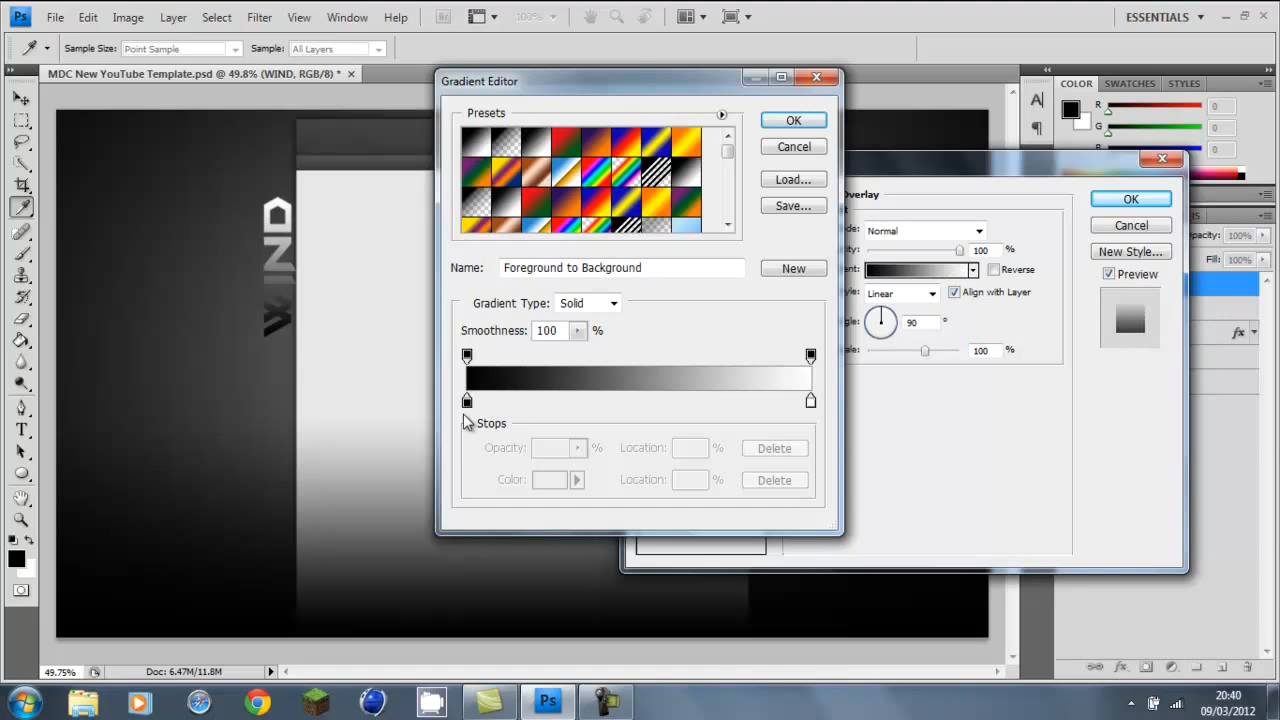 Ps File Edit Image Layer Select Filter View Window Help Br 100% ESSENTIALS
Sample Size: Point Sample Sample: All Layers
MDC New YouTube Template.psd @ 49.8% (WIND, RGB/8) *
WIND
Gradient Editor
Presets
OK
Cancel
Load...
Save...
Name: Foreground to Background New
Gradient Type: Solid
Smoothness: 100 %
Stops
Opacity: % Location: % Delete
Color: Location: % Delete
COLOR SWATCHES STYLES
R 0
G 0
B 0
Overlay
Normal
100 %
Reverse
Linear Align with Layer
90 °
100 %
OK
Cancel
New Style...
Preview
Opacity: 100%
Fill: 100%
fx
49.75% Doc: 6.47M/11.8M
Ps
20:40
09/03/2012